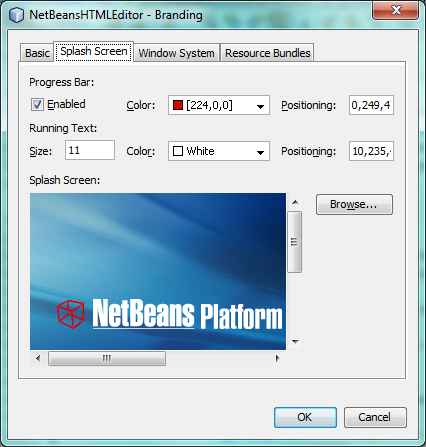 NetBeansHTMLEditor - Branding
Basic Splash Screen Window System Resource Bundles
Progress Bar:
Enabled Color: [224,0,0] Positioning: 0,249,4
Running Text:
Size: 11 Color: White Positioning: 10,235,
Splash Screen:
Browse...
NetBeans Platform
OK Cancel